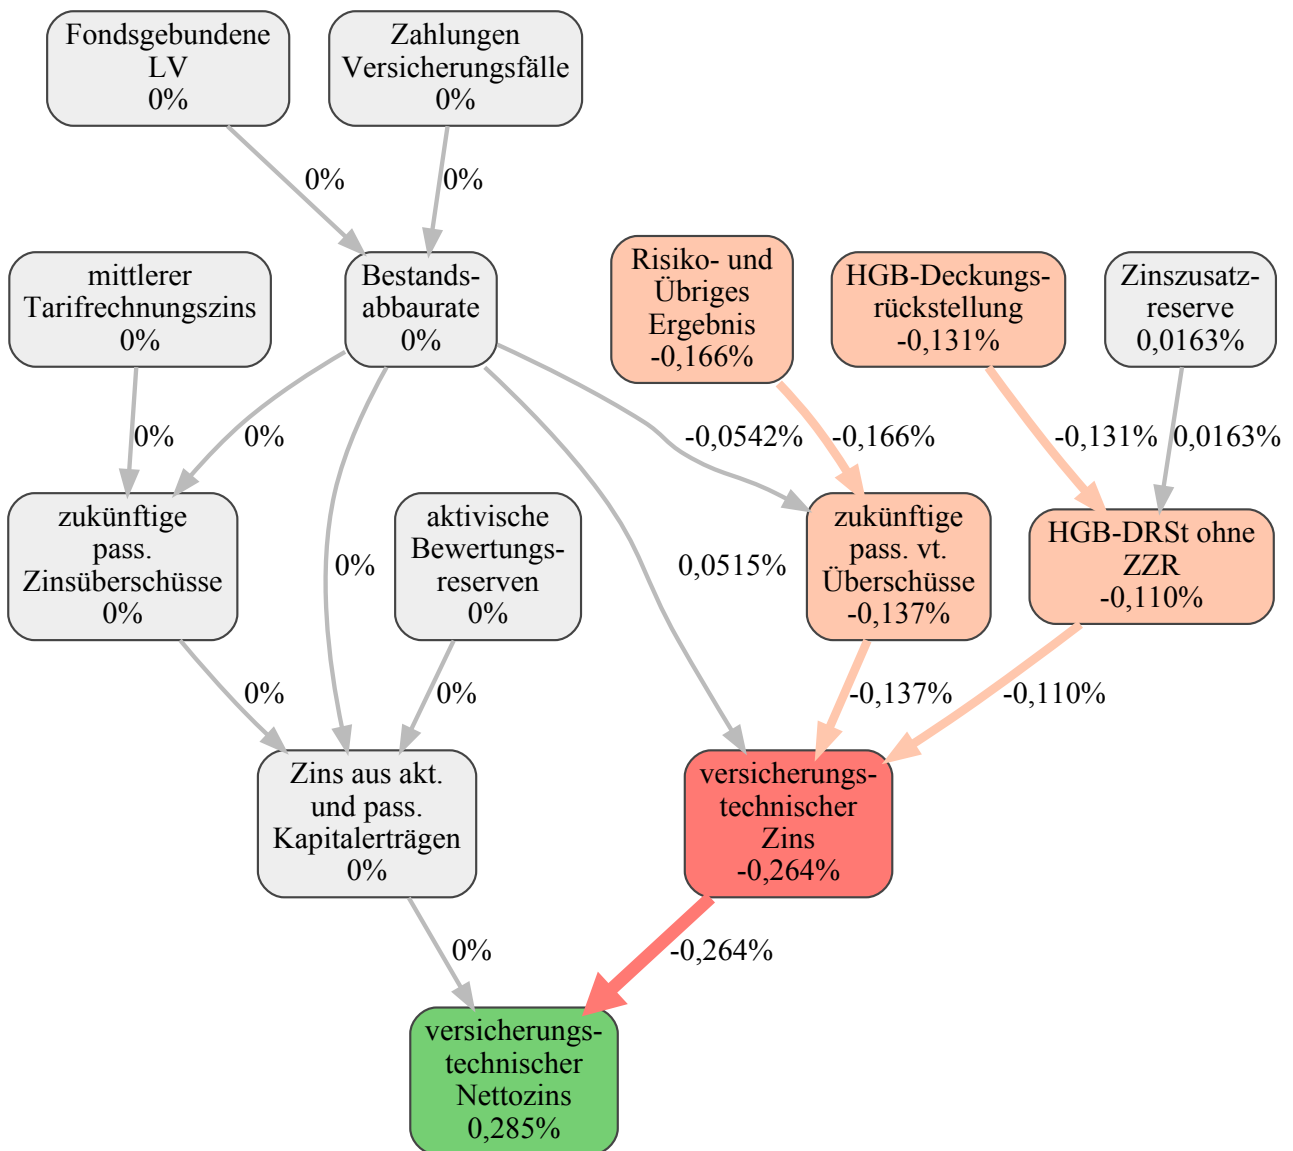 Fondsgebundene
LV
0%
Zahlungen
Versicherungsfälle
0%
0%
0%
mittlerer
Tarifrechnungszins
0%
Bestands-
abbaurate
0%
Risiko- und
Übriges
Ergebnis
-0,166%
HGB-Deckungs-
rückstellung
-0,131%
Zinszusatz-
reserve
0,0163%
0%
0%
-0,0542%
-0,166%
-0,131%
0,0163%
zukünftige
pass.
Zinsüberschüsse
0%
0%
aktivische
Bewertungs-
reserven
0%
0,0515%
zukünftige
pass. vt.
Überschüsse
-0,137%
HGB-DRSt ohne
ZZR
-0,110%
0%
0%
-0,137%
-0,110%
Zins aus akt.
und pass.
Kapitalerträgen
0%
versicherungs-
technischer
Zins
-0,264%
0%
-0,264%
versicherungs-
technischer
Nettozins
0,285%